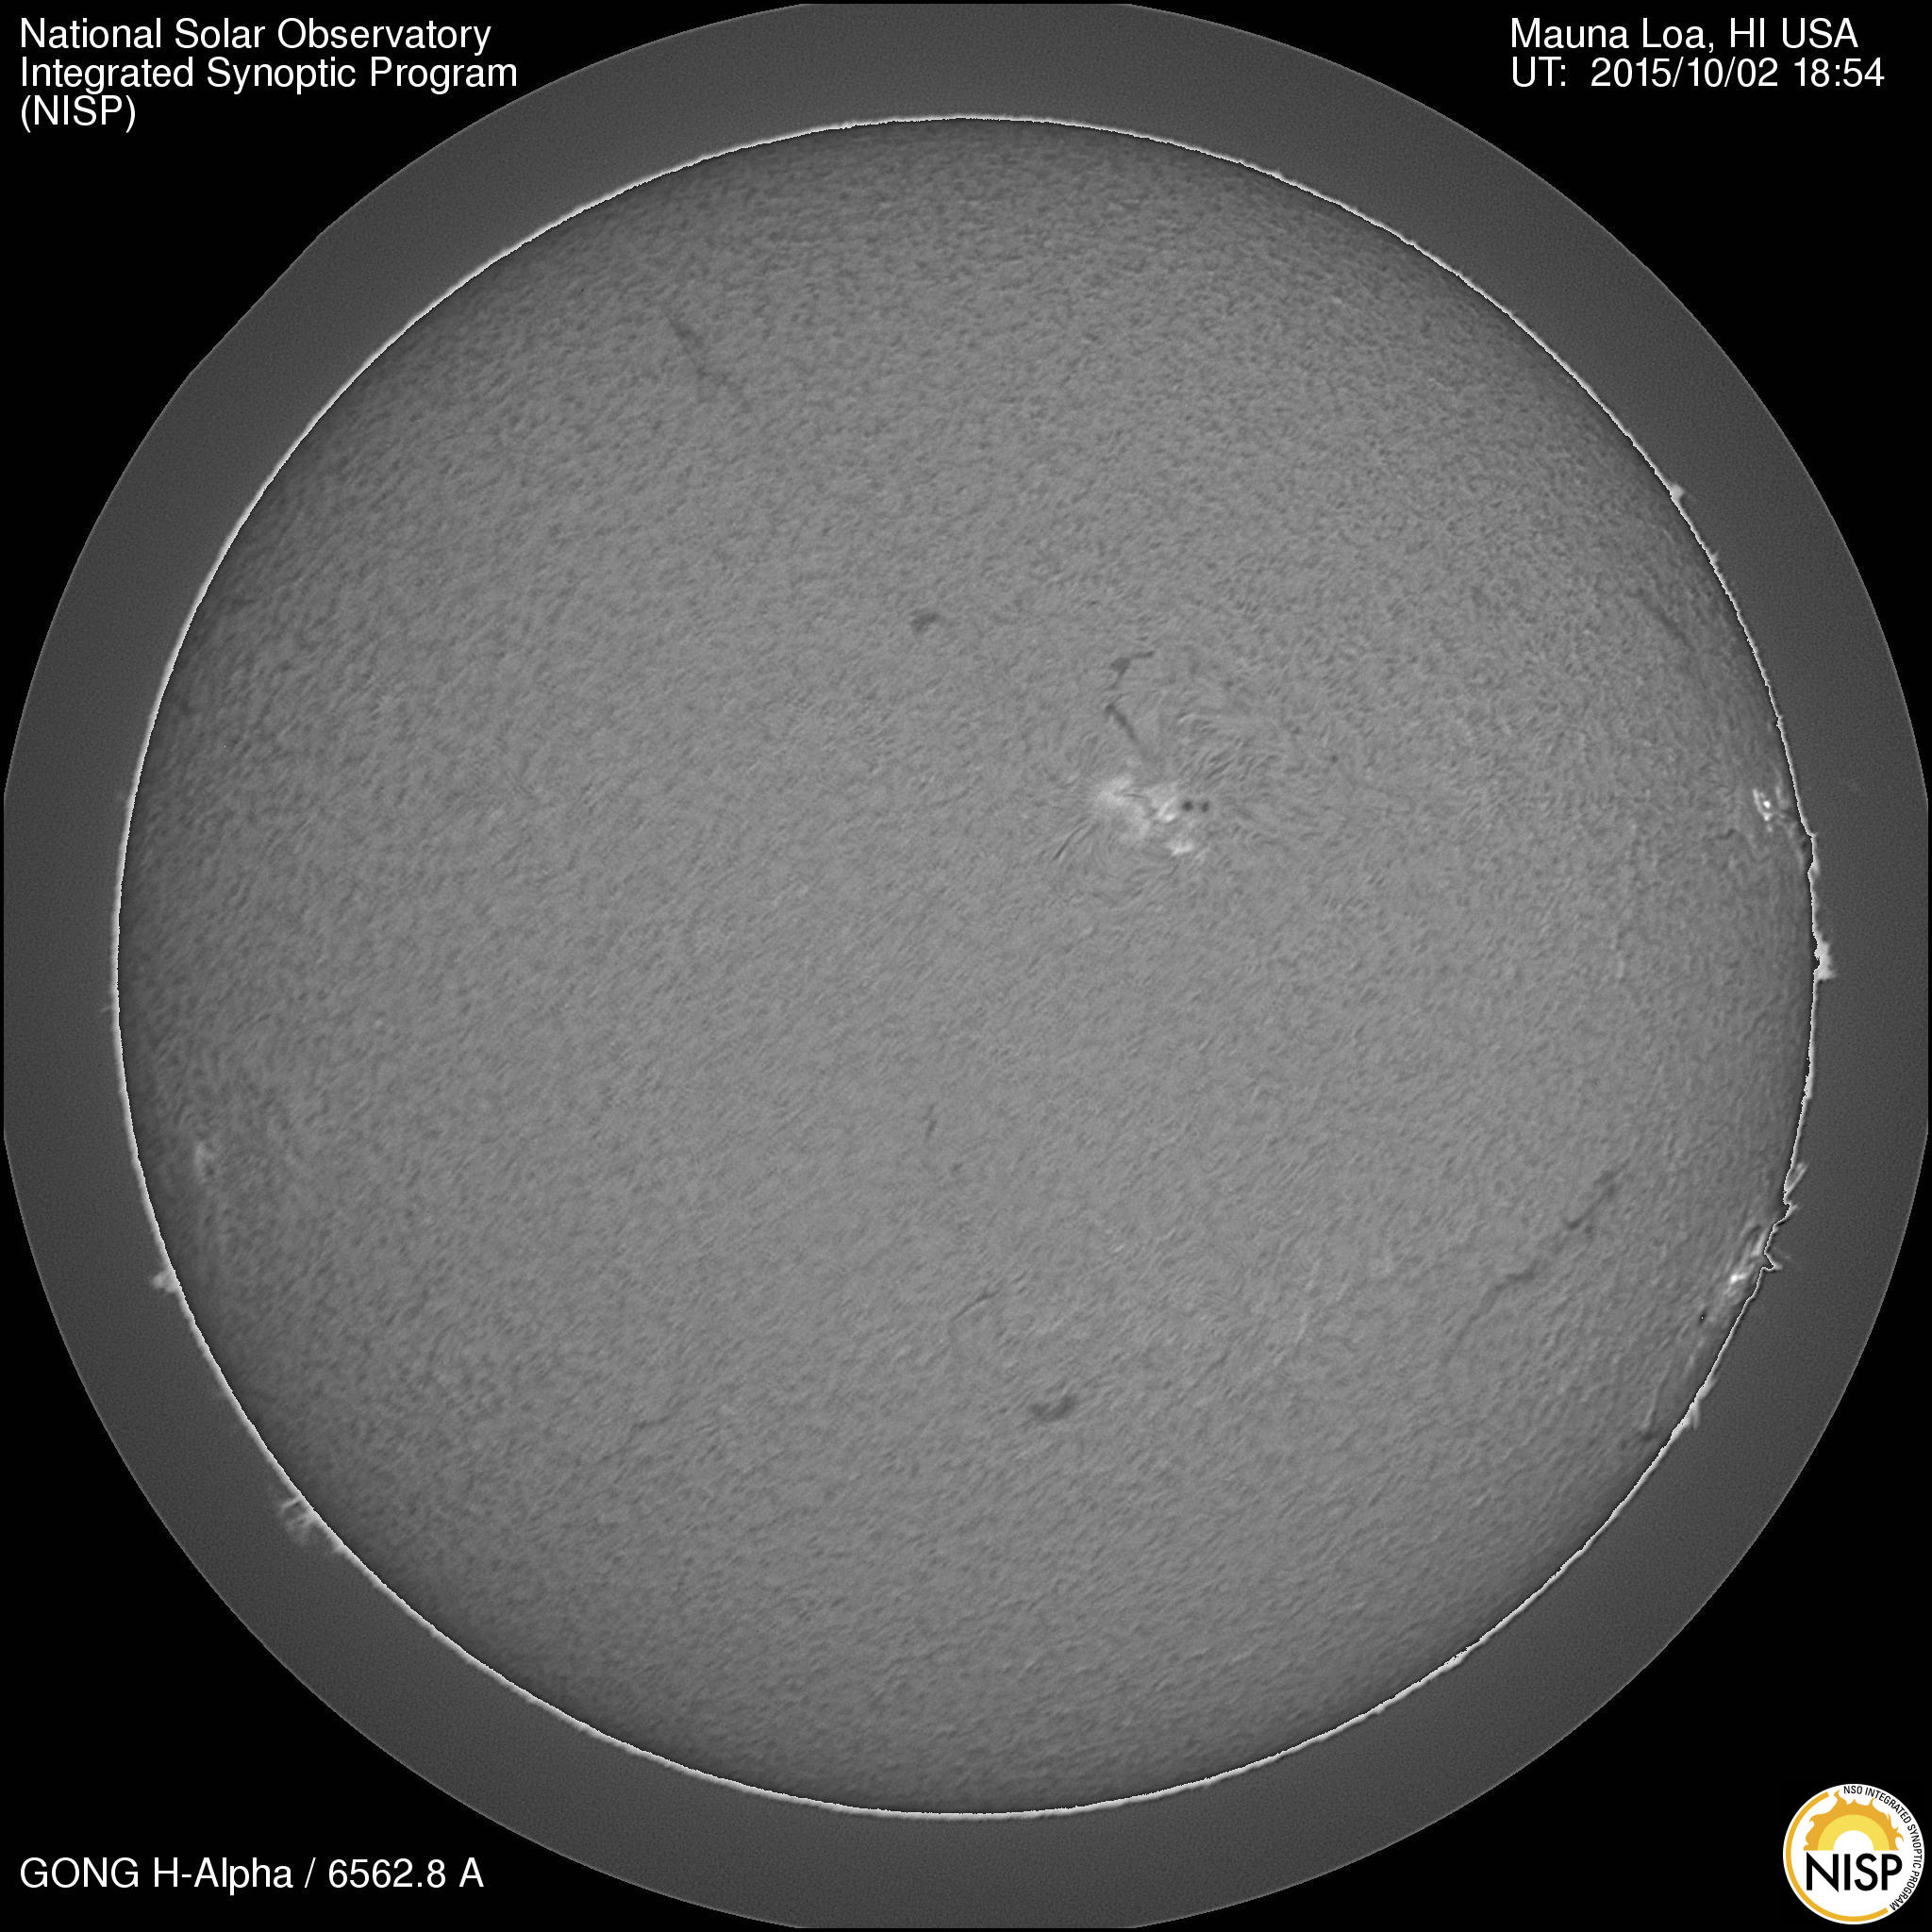 National Solar Observatory
Integrated Synoptic Program
(NISP)
Mauna Loa, HI USA
UT: 2015/10/02 18:54
GONG H-Alpha / 6562.8 A
NSO INTEGRATED SYNOPTIC PROGRAM
NISP